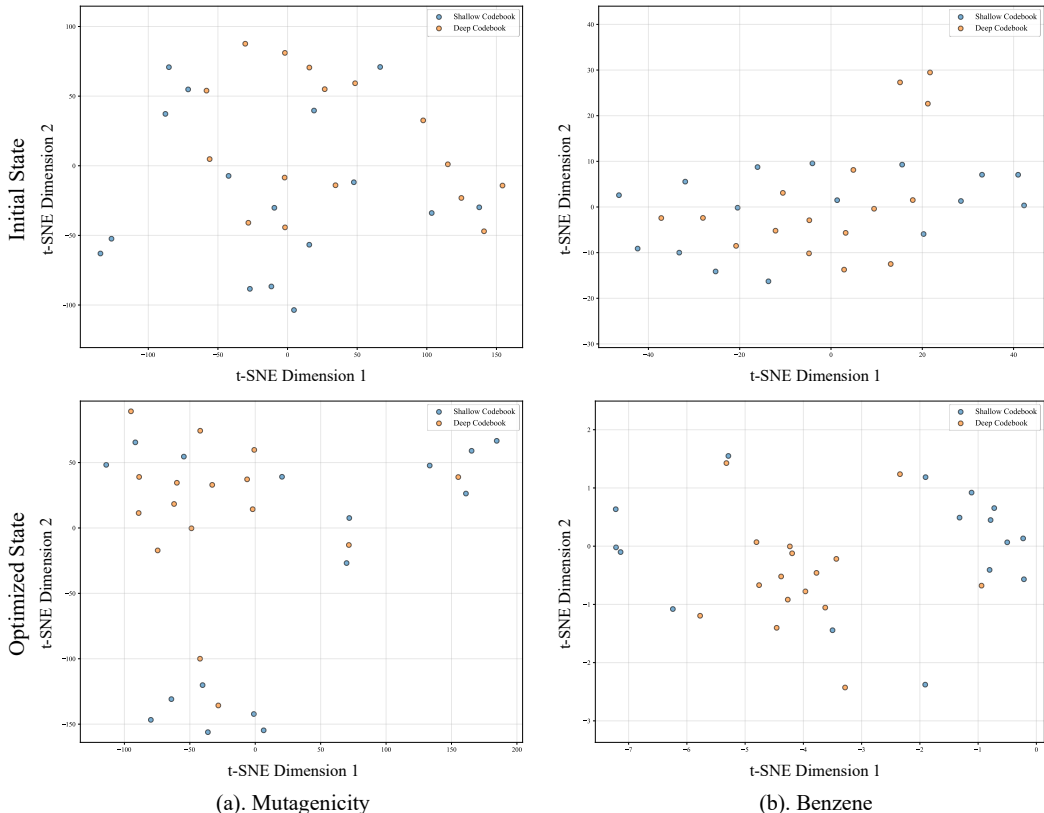 Shallow Codebook
Deep Codebook
100
50
0
−50
−100
−100
−50
0
50
100
150
t-SNE Dimension 2
t-SNE Dimension 1
Initial State
Shallow Codebook
Deep Codebook
40
30
20
10
0
−10
−20
−30
−40
−20
0
20
40
t-SNE Dimension 2
t-SNE Dimension 1
Shallow Codebook
Deep Codebook
50
0
−50
−100
−150
−100
−50
0
50
100
150
200
t-SNE Dimension 2
t-SNE Dimension 1
Optimized State
(a). Mutagenicity
Shallow Codebook
Deep Codebook
2
1
0
−1
−2
−3
−7
−6
−5
−4
−3
−2
−1
0
t-SNE Dimension 2
t-SNE Dimension 1
(b). Benzene